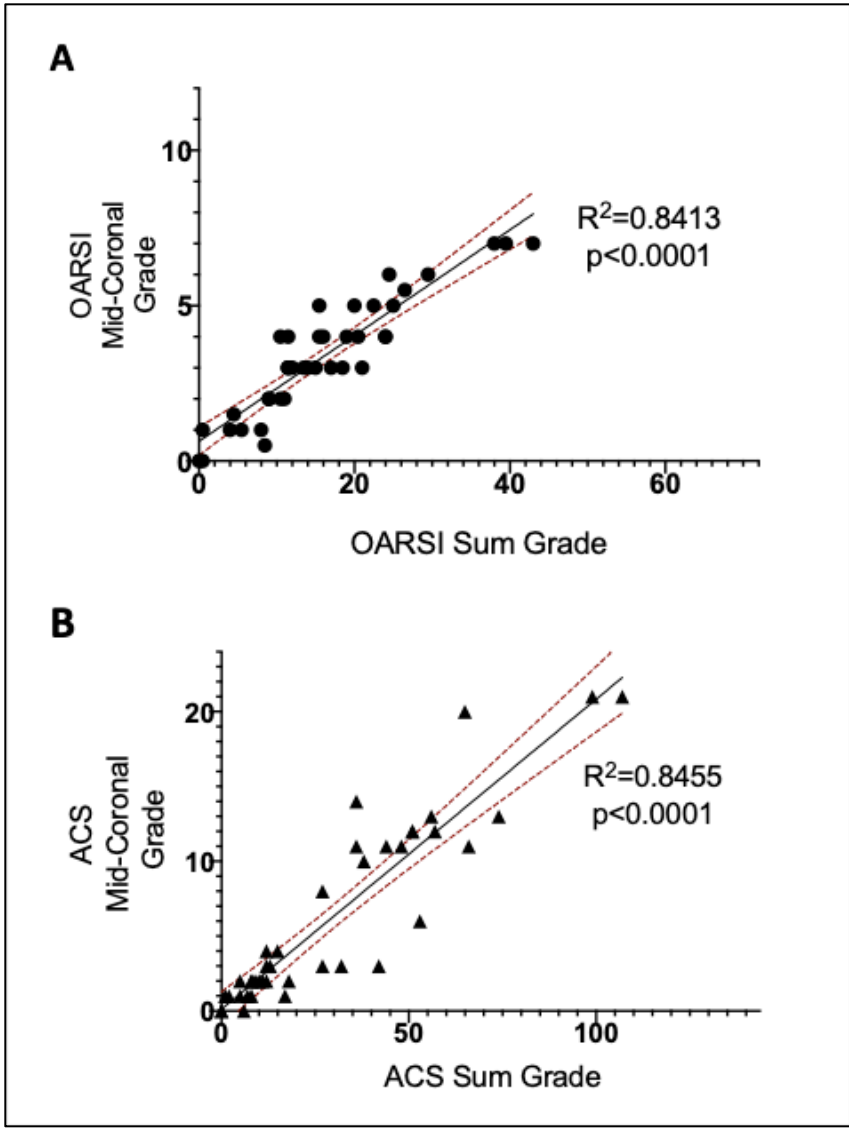 A
10
5
0
0
20
40
60
OARSI
Mid-Coronal
Grade
R²=0.8413
p<0.0001
OARSI Sum Grade
B
20
10
0
0
50
100
ACS
Mid-Coronal
Grade
R²=0.8455
p<0.0001
ACS Sum Grade